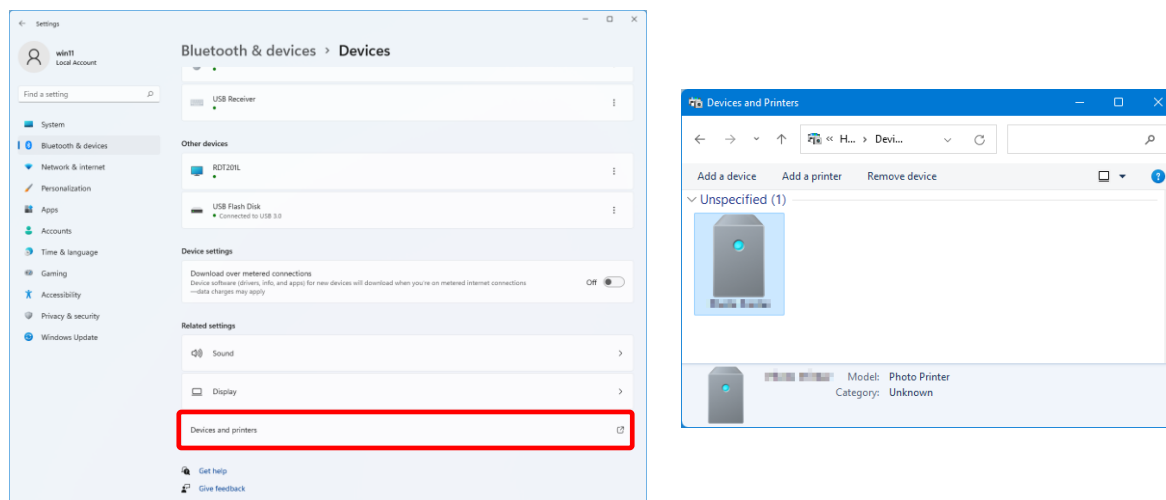 Settings
win11
Local Account
Find a setting
System
Bluetooth & devices
Network & internet
Personalization
Apps
Accounts
Time & language
Gaming
Accessibility
Privacy & security
Windows Update
Bluetooth & devices > Devices
USB Receiver
Other devices
RDT201L
USB Flash Disk
Connected to USB 3.0
Device settings
Download over metered connections
Device software (drivers, info, and apps) for new devices will download when you're on metered internet connections
—data charges may apply
Off
Related settings
Sound
Display
Devices and printers
Get help
Give feedback
Devices and Printers
« H... > Devi...
Add a device Add a printer Remove device
Unspecified (1)
Model: Photo Printer
Category: Unknown